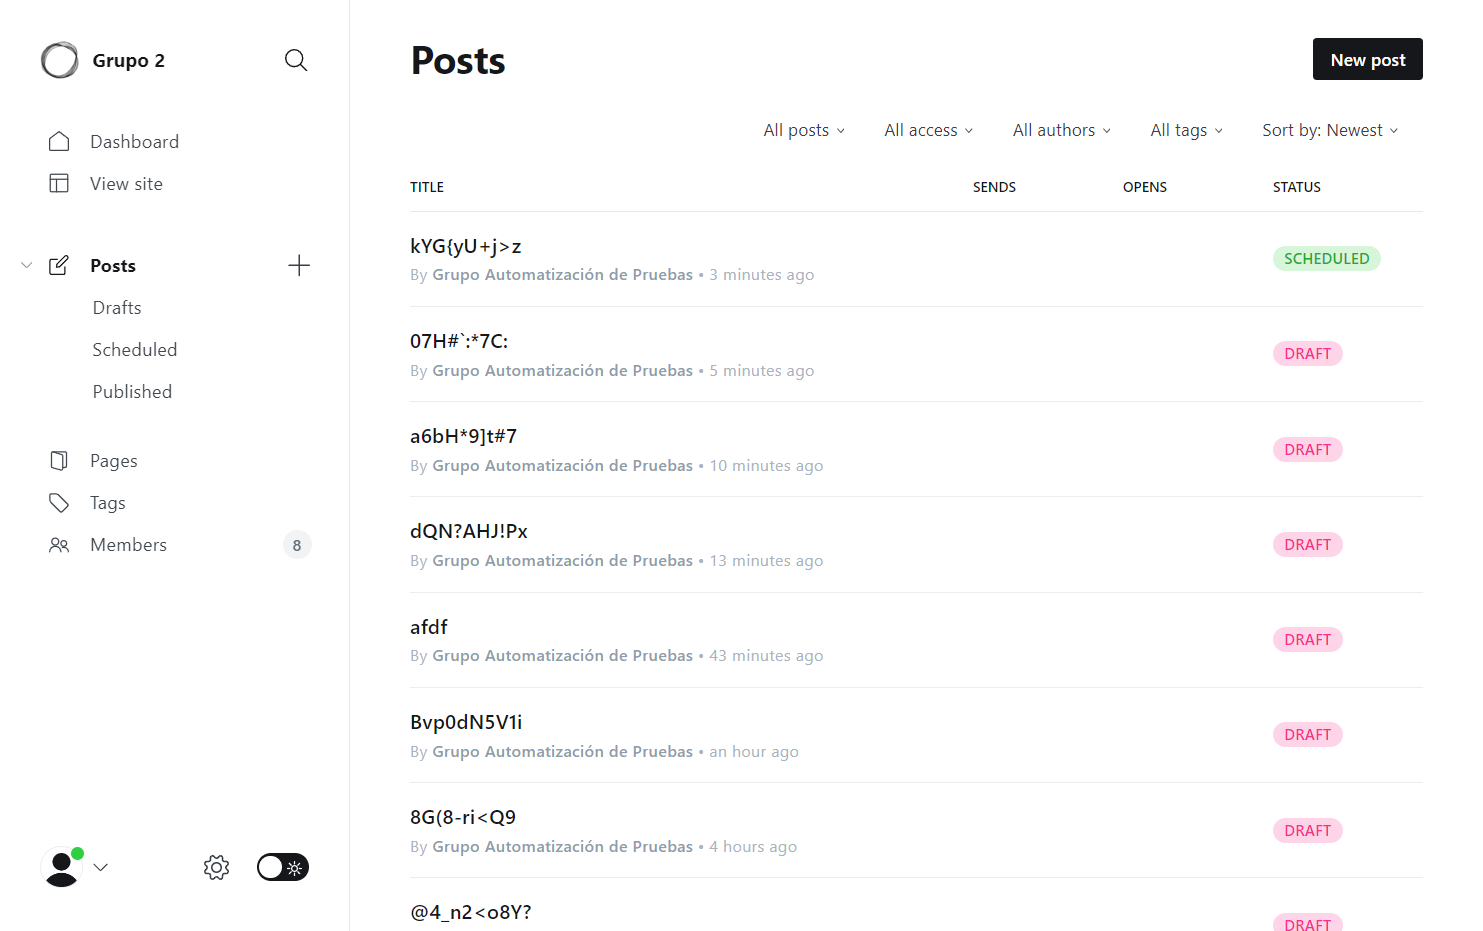 Grupo 2
Dashboard
View site
Posts
Drafts
Scheduled
Published
Pages
Tags
Members 8
Posts
New post
All posts All access All authors All tags Sort by: Newest
TITLE SENDS OPENS STATUS
kYG{yU+j>z
By Grupo Automatización de Pruebas • 3 minutes ago
SCHEDULED
07H#`:*7C:
By Grupo Automatización de Pruebas • 5 minutes ago
DRAFT
a6bH*9]t#7
By Grupo Automatización de Pruebas • 10 minutes ago
DRAFT
dQN?AHJ!Px
By Grupo Automatización de Pruebas • 13 minutes ago
DRAFT
afdf
By Grupo Automatización de Pruebas • 43 minutes ago
DRAFT
Bvp0dN5V1i
By Grupo Automatización de Pruebas • an hour ago
DRAFT
8G(8-ri<Q9
By Grupo Automatización de Pruebas • 4 hours ago
DRAFT
@4_n2<o8Y?
DRAFT